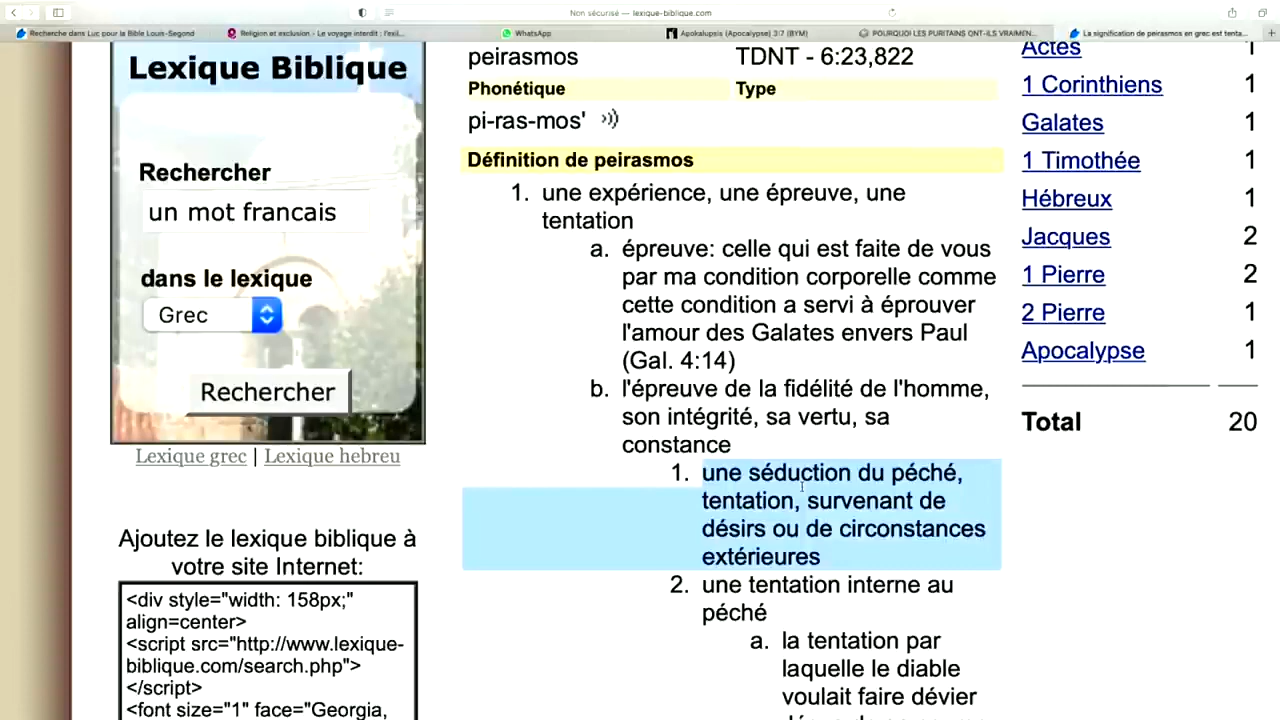 Non sécurisé — lexique-biblique.com
Recherche dans Luc pour la Bible Louis-Segond
Religion et exclusion - Le voyage interdit : l'exil...
WhatsApp
Apokalupsis (Apocalypse) 3:7 (BYM)
POURQUOI LES PURITAINS ONT-ILS VRAIMEN...
La signification de peirasmos en grec est tenta...
Lexique Biblique
Rechercher
un mot francais
dans le lexique
Grec
Rechercher
Lexique grec | Lexique hebreu
Ajoutez le lexique biblique à
votre site Internet:
<div style="width: 158px;"
align=center>
<script src="http://www.lexique-
biblique.com/search.php">
</script>
<font size="1" face="Georgia,
peirasmos TDNT - 6:23,822
Phonétique Type
pi-ras-mos'
Définition de peirasmos
1. une expérience, une épreuve, une
tentation
a. épreuve: celle qui est faite de vous
par ma condition corporelle comme
cette condition a servi à éprouver
l'amour des Galates envers Paul
(Gal. 4:14)
b. l'épreuve de la fidélité de l'homme,
son intégrité, sa vertu, sa
constance
1. une séduction du péché,
tentation, survenant de
désirs ou de circonstances
extérieures
2. une tentation interne au
péché
a. la tentation par
laquelle le diable
voulait faire dévier
Actes 1
1 Corinthiens 1
Galates 1
1 Timothée 1
Hébreux 1
Jacques 2
1 Pierre 2
2 Pierre 1
Apocalypse 1
Total 20